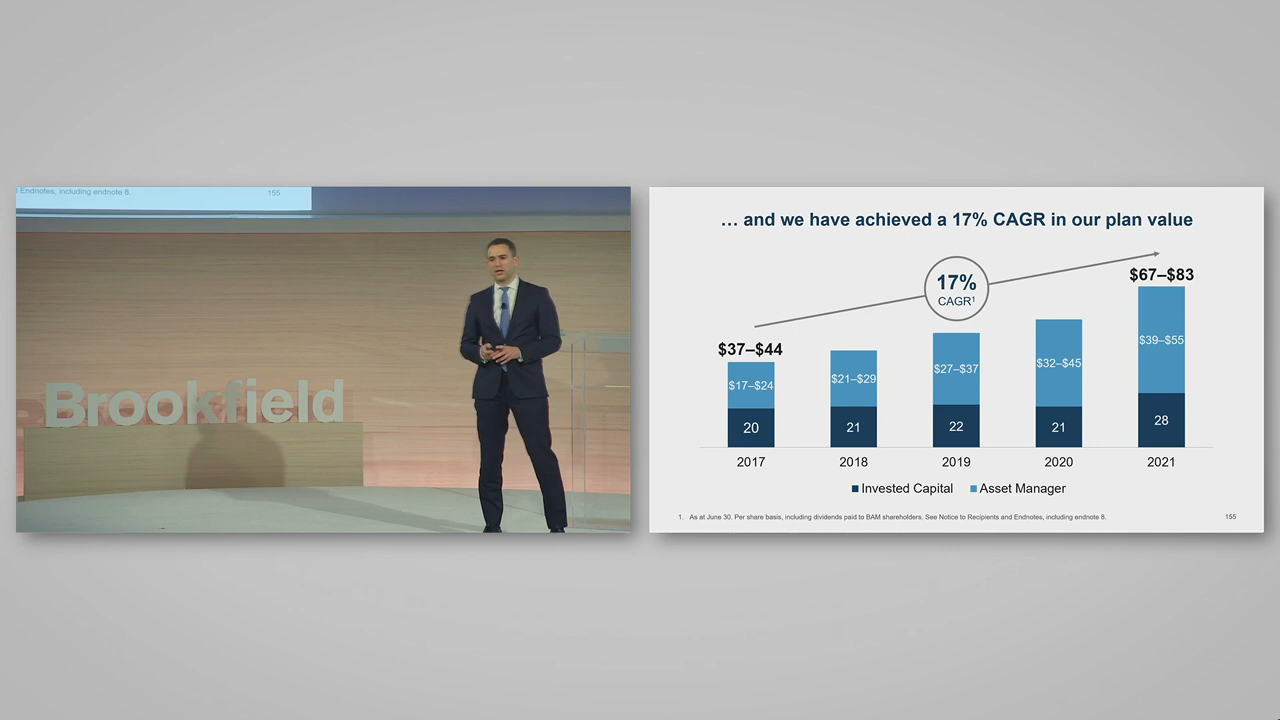 l Endnotes, including endnote 8. 155
Brookfield
… and we have achieved a 17% CAGR in our plan value
17%
CAGR¹
$67–$83
$37–$44
$39–$55
$32–$45
$27–$37
$21–$29
$17–$24
20 21 22 21 28
2017 2018 2019 2020 2021
Invested Capital Asset Manager
1. As at June 30. Per share basis, including dividends paid to BAM shareholders. See Notice to Recipients and Endnotes, including endnote 8. 155